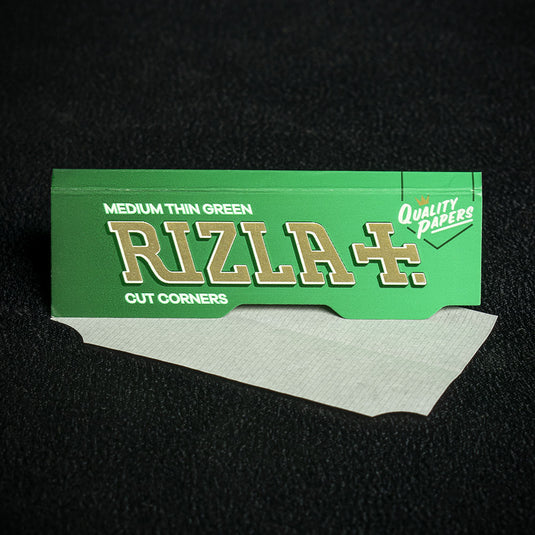 MEDIUM THIN GREEN
RIZLA+.
CUT CORNERS
QUALITY
PAPERS